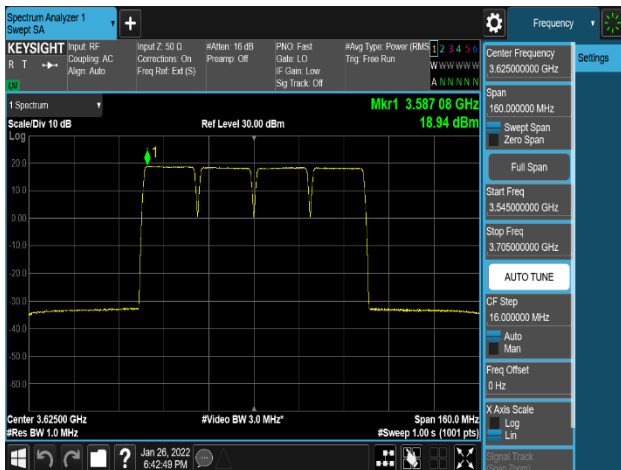 Spectrum Analyzer 1
Swept SA
Frequency
KEYSIGHT
R T
Input: RF
Coupling: AC
Align: Auto
Input Z: 50 Ω
Corrections: On
Freq Ref: Ext (S)
#Atten: 16 dB
Preamp: Off
PNO: Fast
Gate: LO
IF Gain: Low
Sig Track: Off
#Avg Type: Power (RMS
Trig: Free Run
1 2 3 4 5 6
W W W W W W
A N N N N N
1 Spectrum
Scale/Div 10 dB
Log
Ref Level 30.00 dBm
Mkr1 3.587 08 GHz
18.94 dBm
1
20.0
10.0
0.00
-10.0
-20.0
-30.0
-40.0
-50.0
-60.0
Center 3.62500 GHz
#Res BW 1.0 MHz
#Video BW 3.0 MHz*
Span 160.0 MHz
#Sweep 1.00 s (1001 pts)
Jan 26, 2022
6:42:49 PM
Center Frequency
3.625000000 GHz
Settings
Span
160.000000 MHz
Swept Span
Zero Span
Full Span
Start Freq
3.545000000 GHz
Stop Freq
3.705000000 GHz
AUTO TUNE
CF Step
16.000000 MHz
Auto
Man
Freq Offset
0 Hz
X Axis Scale
Log
Lin
Signal Track
(Span Zoom)